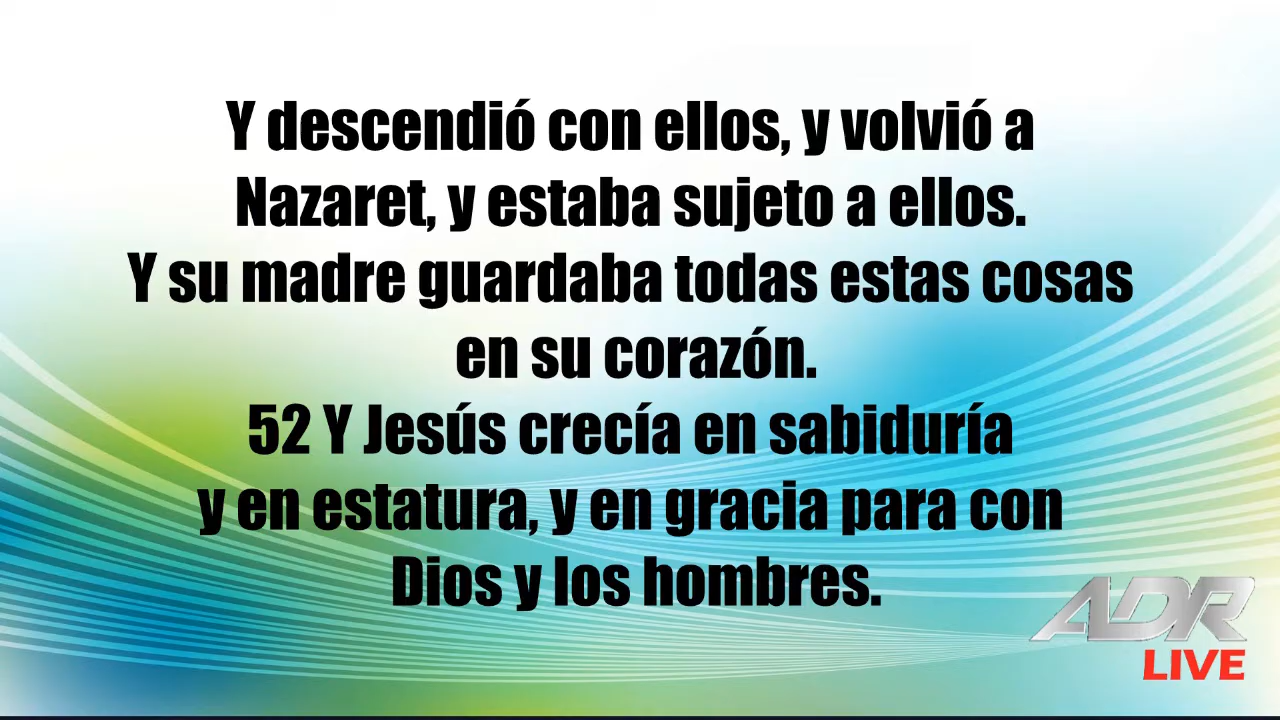 Y descendió con ellos, y volvió a
Nazaret, y estaba sujeto a ellos.
Y su madre guardaba todas estas cosas
en su corazón.
52 Y Jesús crecía en sabiduría
y en estatura, y en gracia para con
Dios y los hombres.
ADR
LIVE